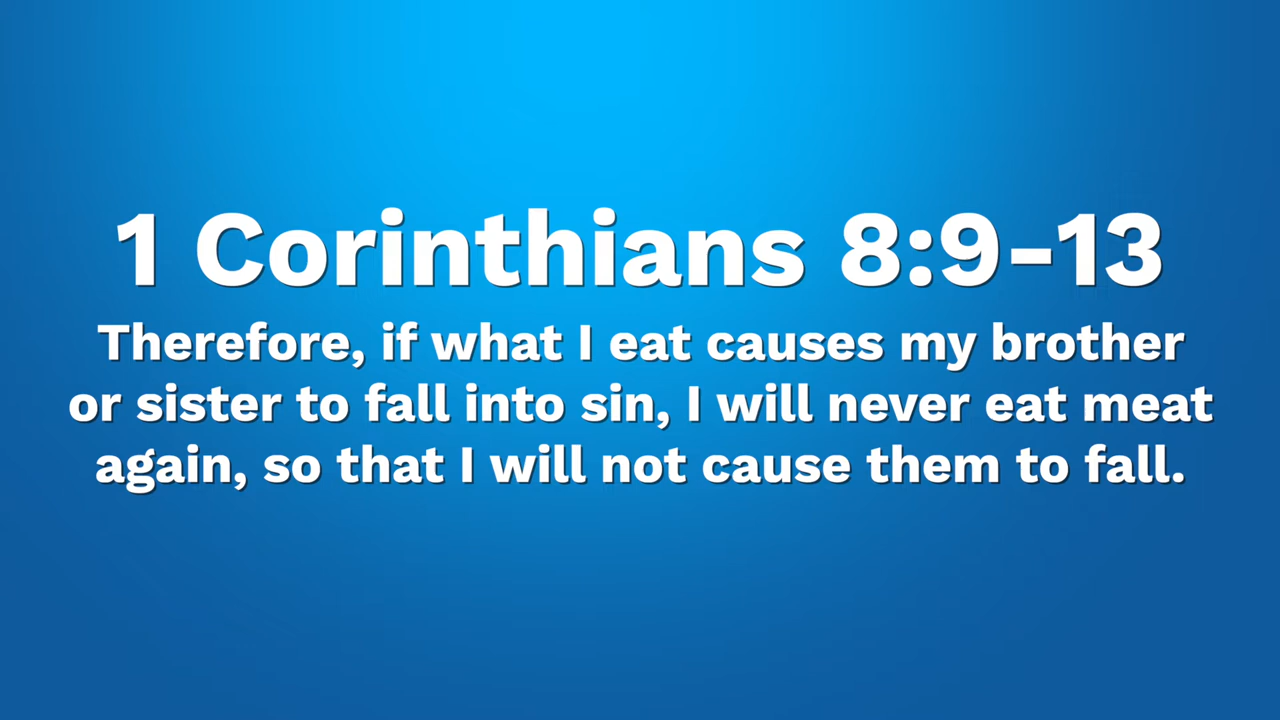 1 Corinthians 8:9-13
Therefore, if what I eat causes my brother
or sister to fall into sin, I will never eat meat
again, so that I will not cause them to fall.